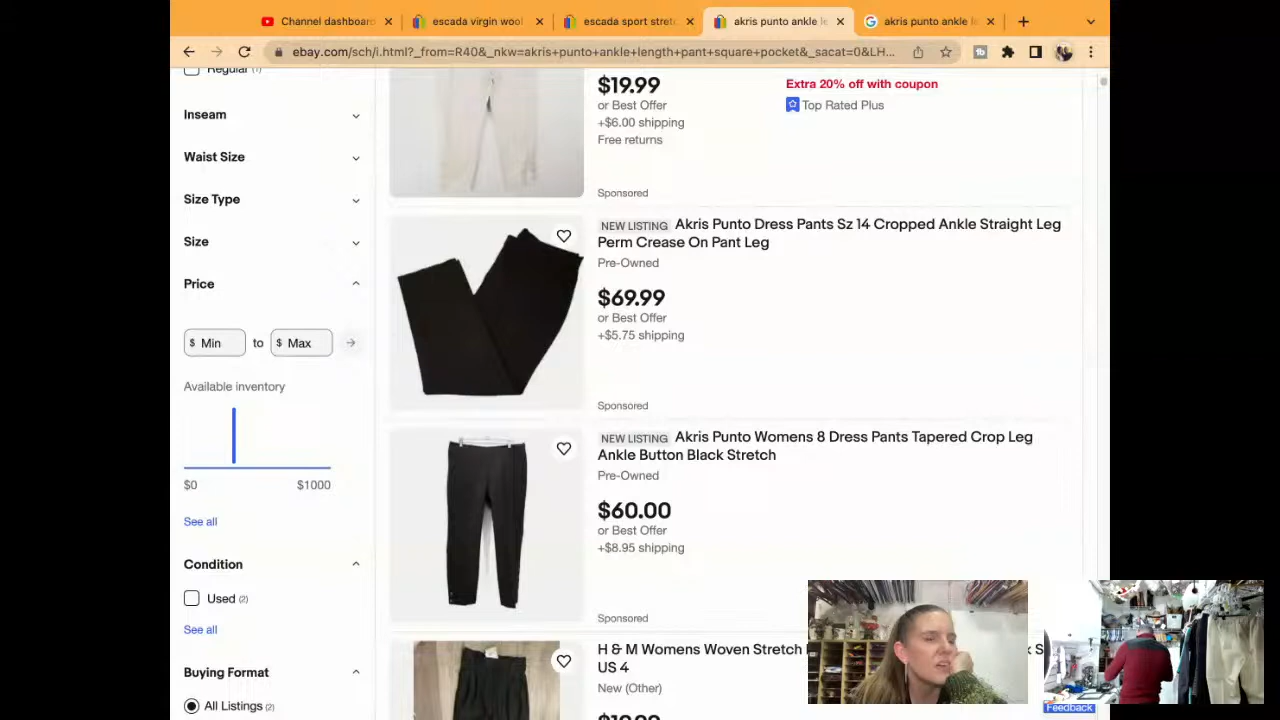 Channel dashboard
escada virgin wool
escada sport stretc
akris punto ankle le
akris punto ankle le
ebay.com/sch/i.html?_from=R40&_nkw=akris+punto+ankle+length+pant+square+pocket&_sacat=0&LH...
Regular (1)
Inseam
Waist Size
Size Type
Size
Price
$ Min to $ Max
Available inventory
$0 $1000
See all
Condition
Used (2)
See all
Buying Format
All Listings (2)
$19.99
or Best Offer
+$6.00 shipping
Free returns
Extra 20% off with coupon
Top Rated Plus
Sponsored
NEW LISTING Akris Punto Dress Pants Sz 14 Cropped Ankle Straight Leg
Perm Crease On Pant Leg
Pre-Owned
$69.99
or Best Offer
+$5.75 shipping
Sponsored
NEW LISTING Akris Punto Womens 8 Dress Pants Tapered Crop Leg
Ankle Button Black Stretch
Pre-Owned
$60.00
or Best Offer
+$8.95 shipping
Sponsored
H & M Womens Woven Stretch
US 4
New (Other)
Feedback